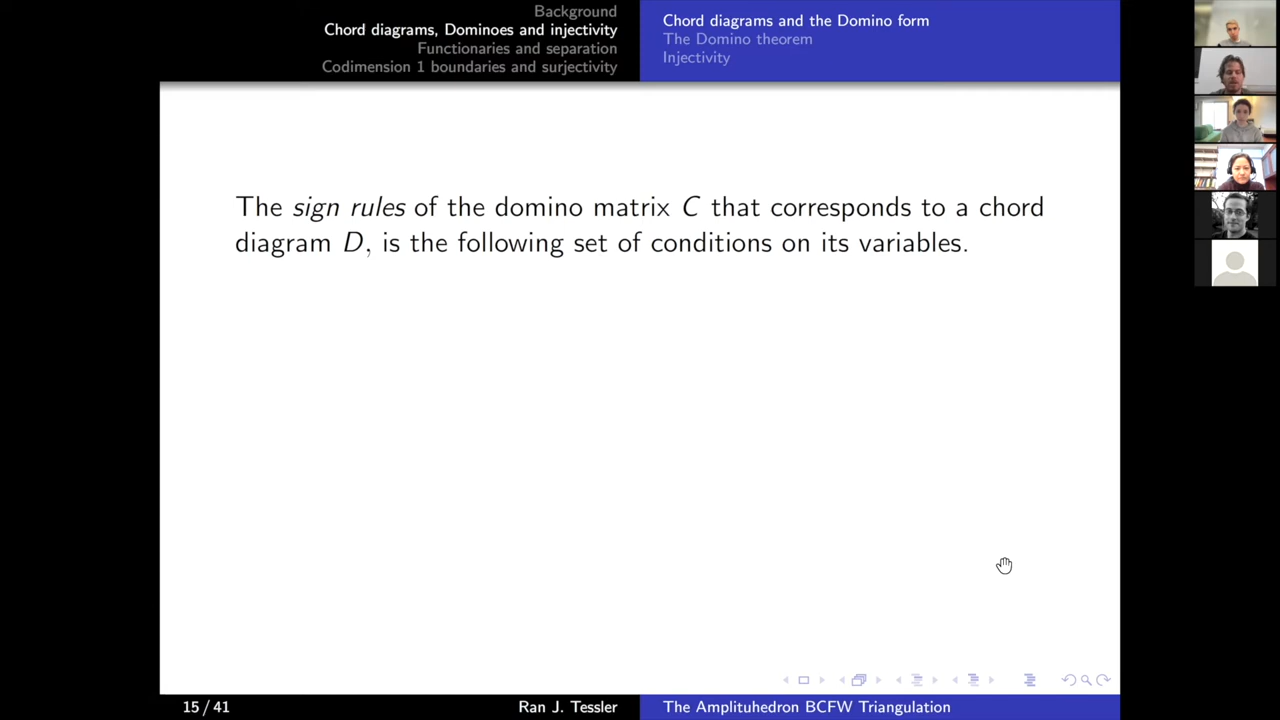 Background
Chord diagrams, Dominoes and injectivity
Functionaries and separation
Codimension 1 boundaries and surjectivity
Chord diagrams and the Domino form
The Domino theorem
Injectivity
The sign rules of the domino matrix C that corresponds to a chord
diagram D, is the following set of conditions on its variables.
15 / 41
Ran J. Tessler
The Amplituhedron BCFW Triangulation